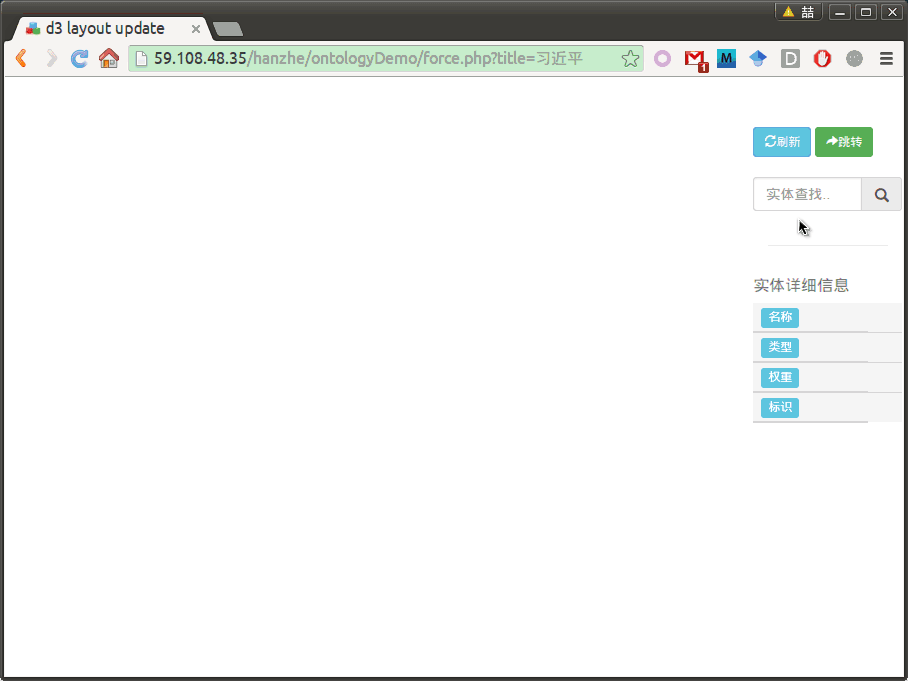 喆
d3 layout update
59.108.48.35/hanzhe/ontologyDemo/force.php?title=习近平
1
M
D
刷新 跳转
实体查找..
实体详细信息
名称
类型
权重
标识